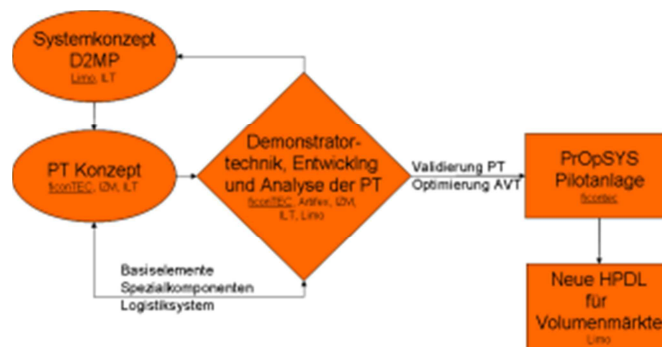 Systemkonzept
D2MP
Limo, ILT
PT Konzept
ficonTEC, IZM, ILT
Demonstrator-
technik, Entwicklng
und Analyse der PT
ficonTEC, Artifex, IZM,
ILT, Limo
Validierung PT
Optimierung AVT
PrOpSYS
Pilotanlage
ficontec
Basiselemente
Spezialkomponenten
Logistiksystem
Neue HPDL
für
Volumenmärkte
Limo